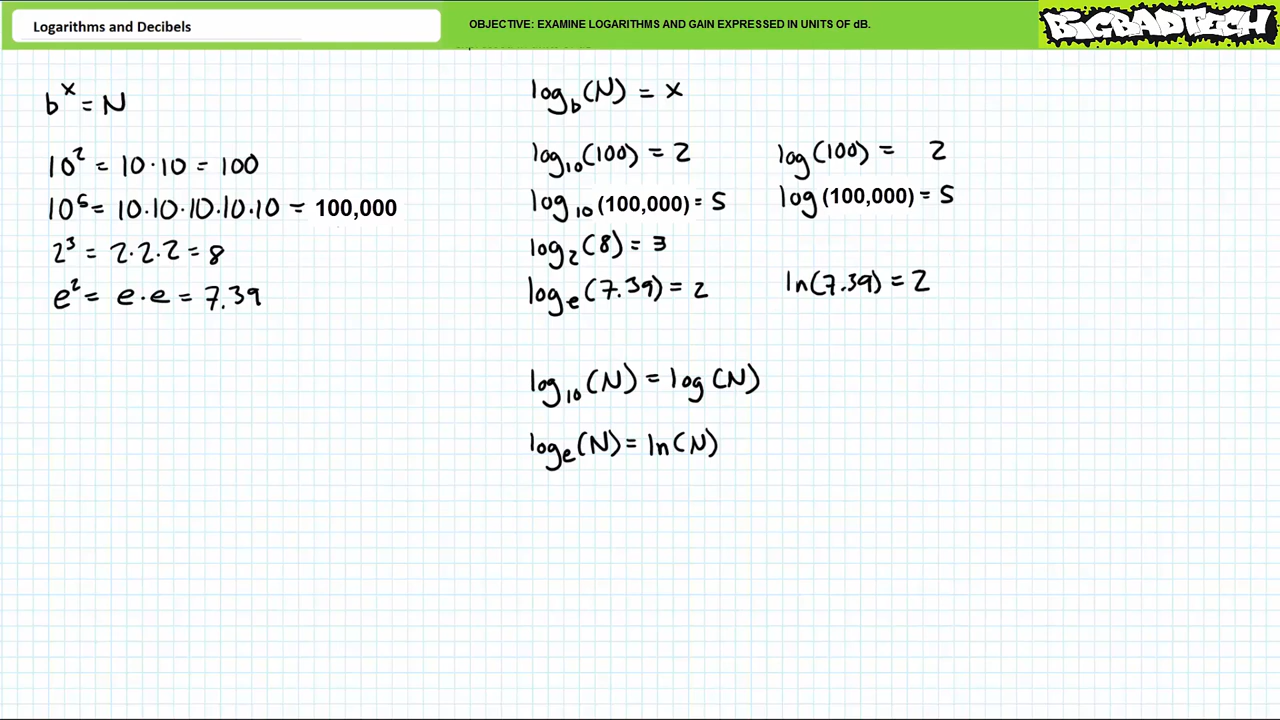 Logarithms and Decibels
OBJECTIVE: EXAMINE LOGARITHMS AND GAIN EXPRESSED IN UNITS OF dB.
BIGBADTECH
b^x = N
10^2 = 10·10 = 100
10^5 = 10·10·10·10·10 = 100,000
2^3 = 2·2·2 = 8
e^2 = e·e = 7.39
log_b(N) = x
log_10(100) = 2
log_10(100,000) = 5
log_2(8) = 3
log_e(7.39) = 2
log(100) = 2
log(100,000) = 5
ln(7.39) = 2
log_10(N) = log(N)
log_e(N) = ln(N)